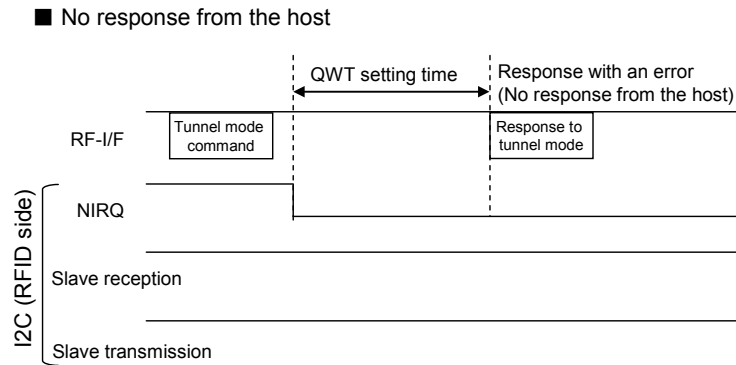 ■ No response from the host
QWT setting time
Response with an error
(No response from the host)
RF-I/F
Tunnel mode
command
Response to
tunnel mode
I2C (RFID side)
NIRQ
Slave reception
Slave transmission